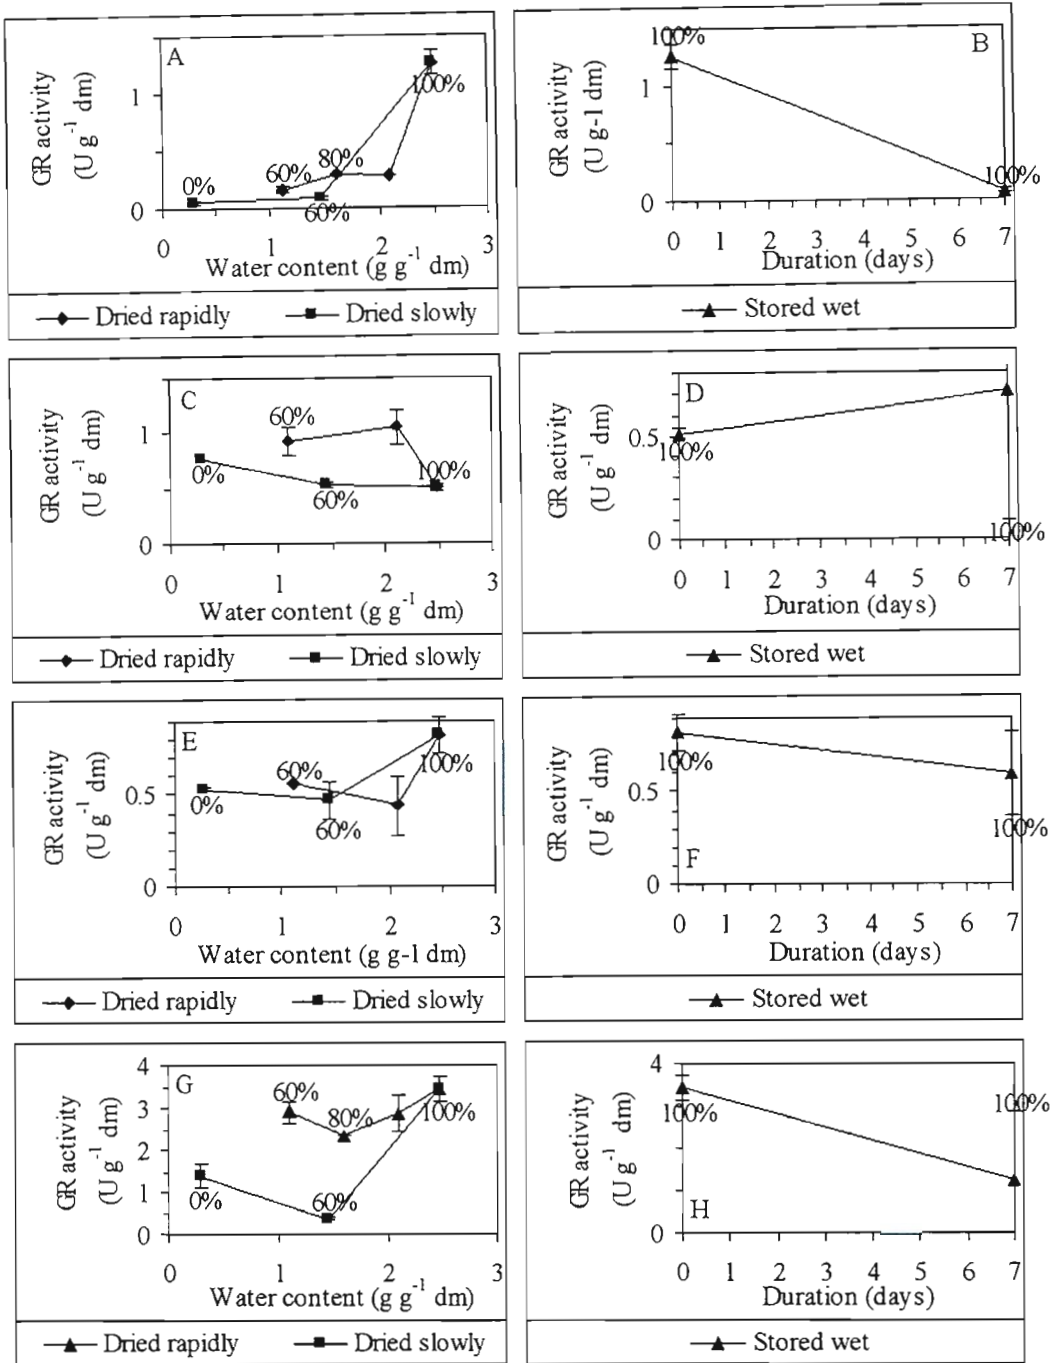 A
GR activity
(U g⁻¹ dm)
1
0
0%
60%
80%
60%
100%
0 1 2 3
Water content (g g⁻¹ dm)
Dried rapidly Dried slowly
B
GR activity
(U g-1 dm)
1
0
100%
100%
0 1 2 3 4 5 6 7
Duration (days)
Stored wet
C
GR activity
(U g⁻¹ dm)
1
0
60%
0%
60%
100%
0 1 2 3
Water content (g g⁻¹ dm)
Dried rapidly Dried slowly
D
GR activity
(U g⁻¹ dm)
0.5
0
100%
100%
0 1 2 3 4 5 6 7
Duration (days)
Stored wet
E
GR activity
(U g⁻¹ dm)
0.5
0
60%
0%
60%
100%
0 1 2 3
Water content (g g-1 dm)
Dried rapidly Dried slowly
F
GR activity
(U g⁻¹ dm)
0.5
0
100%
100%
0 1 2 3 4 5 6 7
Duration (days)
Stored wet
G
GR activity
(U g⁻¹ dm)
4
3
2
1
0
60%
80%
100%
0%
60%
0 1 2 3
Water content (g g⁻¹ dm)
Dried rapidly Dried slowly
H
GR activity
(U g⁻¹ dm)
4
0
100%
100%
0 1 2 3 4 5 6 7
Duration (days)
Stored wet